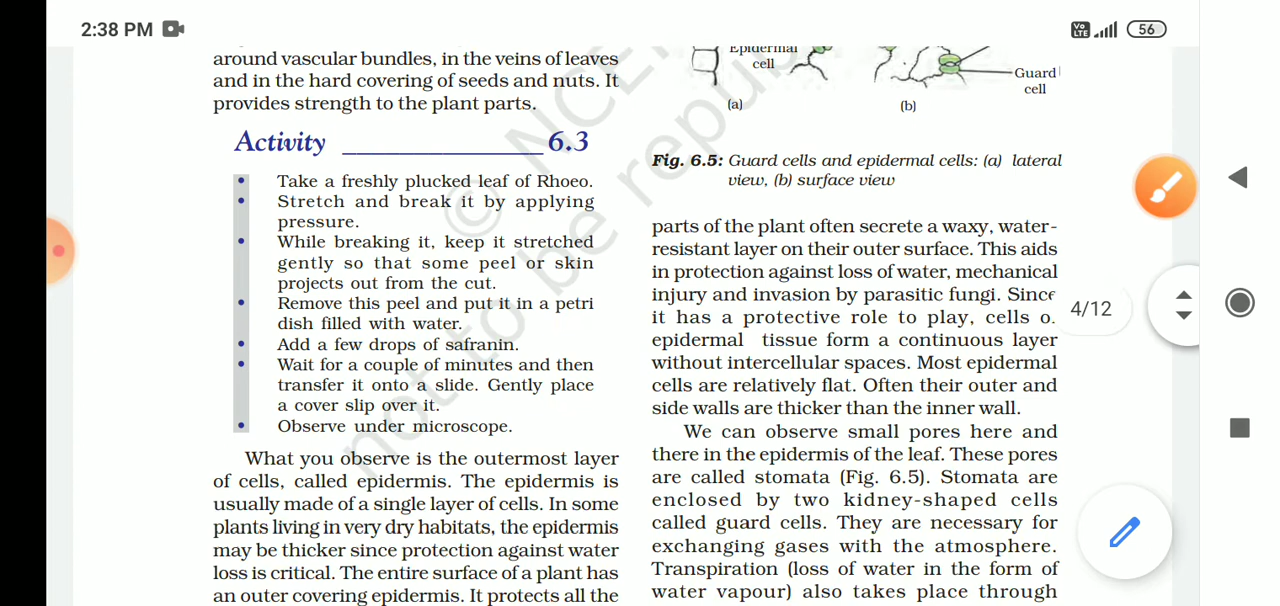 2:38 PM
Vo LTE
56
around vascular bundles, in the veins of leaves
and in the hard covering of seeds and nuts. It
provides strength to the plant parts.
Activity 6.3
• Take a freshly plucked leaf of Rhoeo.
• Stretch and break it by applying
pressure.
• While breaking it, keep it stretched
gently so that some peel or skin
projects out from the cut.
• Remove this peel and put it in a petri
dish filled with water.
• Add a few drops of safranin.
• Wait for a couple of minutes and then
transfer it onto a slide. Gently place
a cover slip over it.
• Observe under microscope.
What you observe is the outermost layer
of cells, called epidermis. The epidermis is
usually made of a single layer of cells. In some
plants living in very dry habitats, the epidermis
may be thicker since protection against water
loss is critical. The entire surface of a plant has
an outer covering epidermis. It protects all the
Epidermal
cell
Guard
cell
(a)
(b)
Fig. 6.5: Guard cells and epidermal cells: (a) lateral
view, (b) surface view
parts of the plant often secrete a waxy, water-
resistant layer on their outer surface. This aids
in protection against loss of water, mechanical
injury and invasion by parasitic fungi. Since
it has a protective role to play, cells o
epidermal tissue form a continuous layer
without intercellular spaces. Most epidermal
cells are relatively flat. Often their outer and
side walls are thicker than the inner wall.
We can observe small pores here and
there in the epidermis of the leaf. These pores
are called stomata (Fig. 6.5). Stomata are
enclosed by two kidney-shaped cells
called guard cells. They are necessary for
exchanging gases with the atmosphere.
Transpiration (loss of water in the form of
water vapour) also takes place through
4/12
© NCE
not to be repu